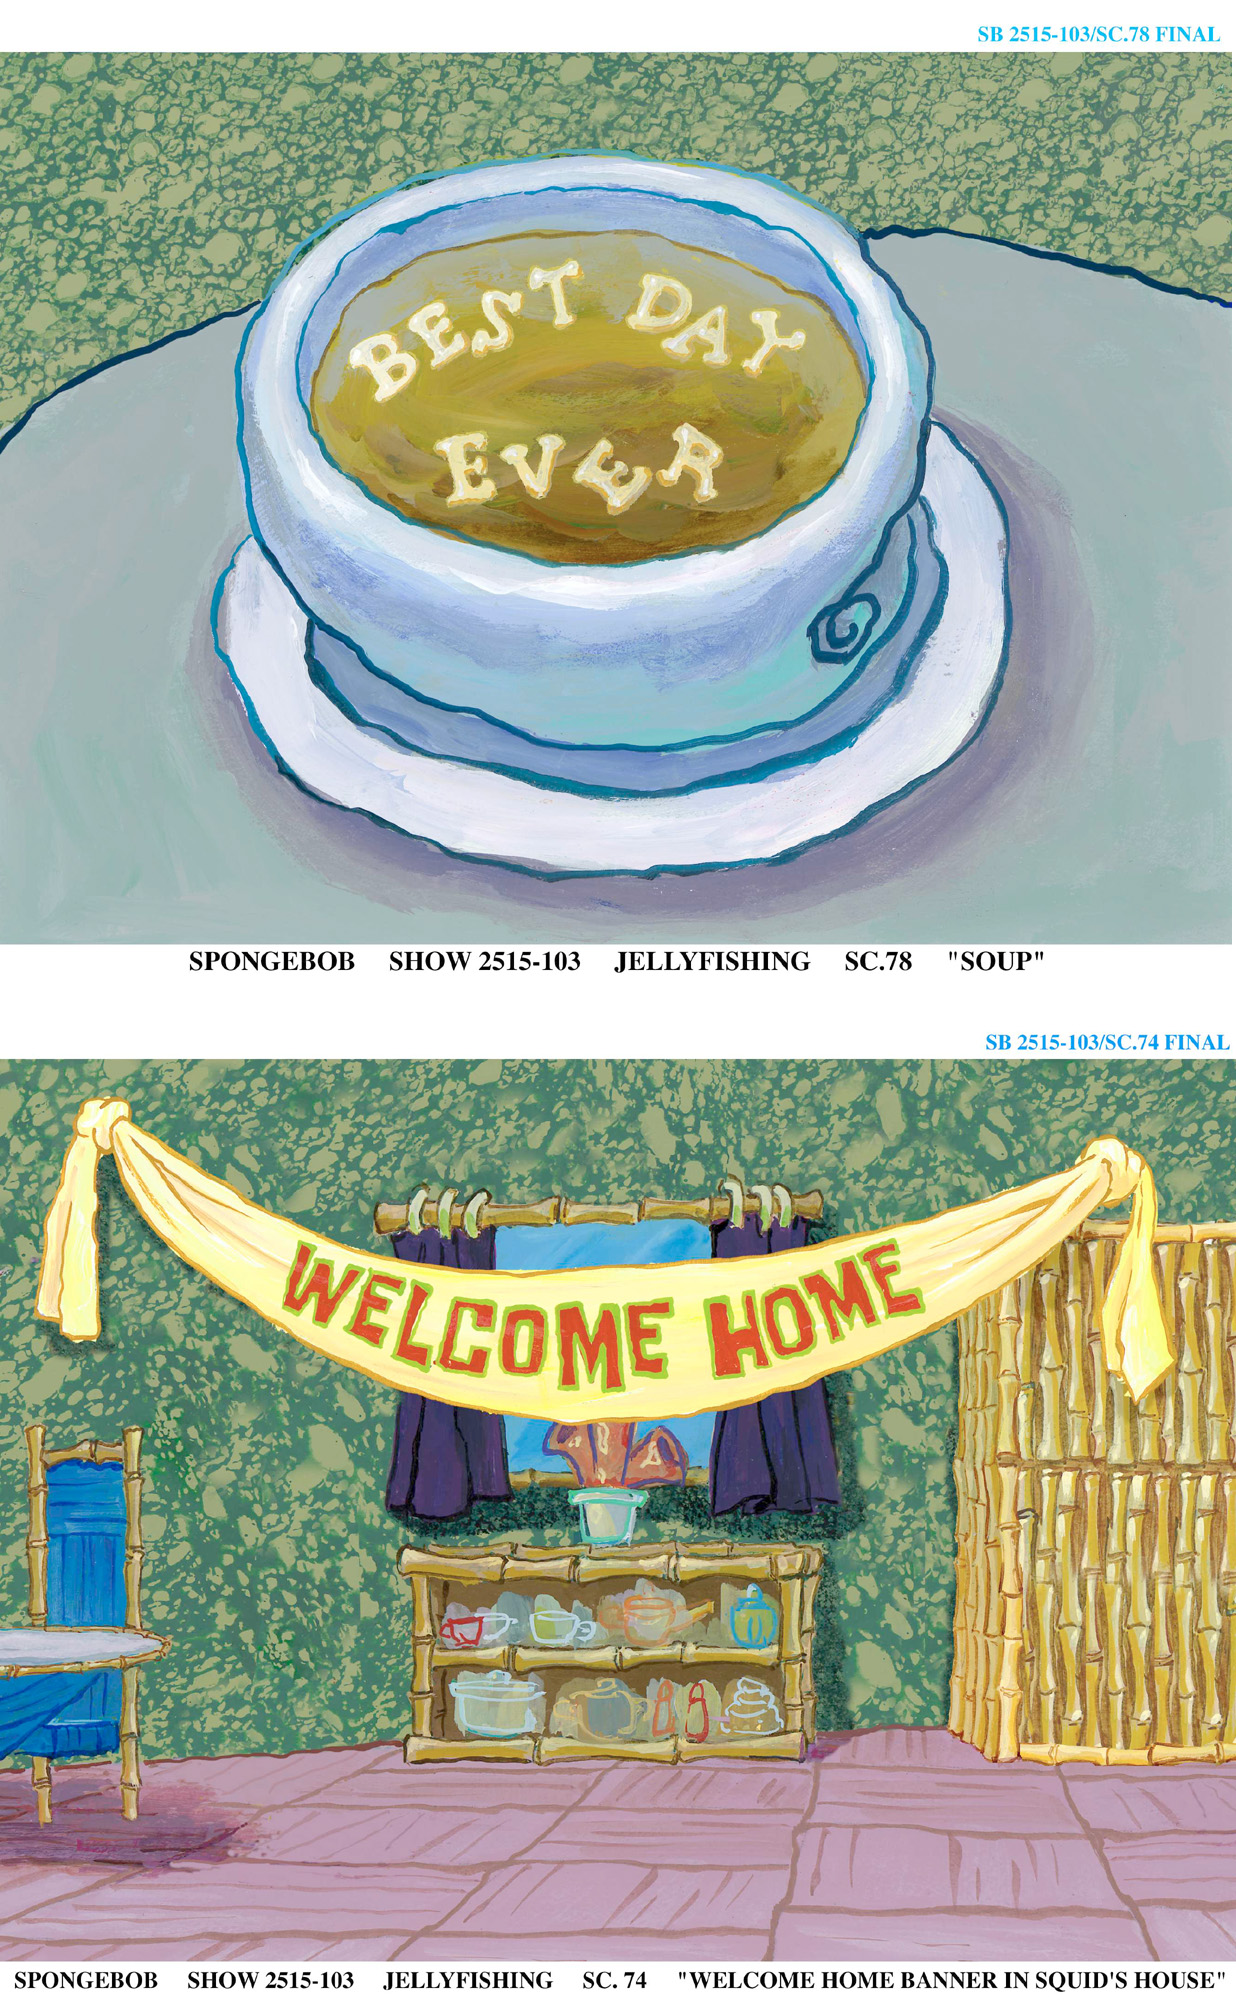 SB 2515-103/SC.78 FINAL
BEST DAY
EVER
SPONGEBOB SHOW 2515-103 JELLYFISHING SC.78 "SOUP"
SB 2515-103/SC.74 FINAL
WELCOME HOME
SPONGEBOB SHOW 2515-103 JELLYFISHING SC. 74 "WELCOME HOME BANNER IN SQUID'S HOUSE"